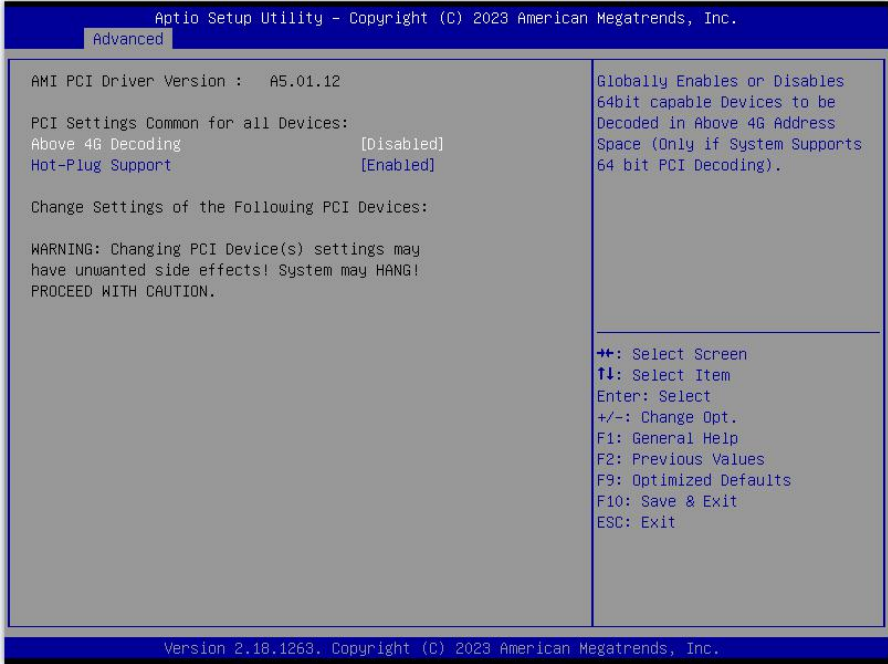 Aptio Setup Utility – Copyright (C) 2023 American Megatrends, Inc.
Advanced
AMI PCI Driver Version :   A5.01.12
PCI Settings Common for all Devices:
Above 4G Decoding [Disabled]
Hot-Plug Support [Enabled]
Change Settings of the Following PCI Devices:
WARNING: Changing PCI Device(s) settings may
have unwanted side effects! System may HANG!
PROCEED WITH CAUTION.
Globally Enables or Disables
64bit capable Devices to be
Decoded in Above 4G Address
Space (Only if System Supports
64 bit PCI Decoding).
→←: Select Screen
↑↓: Select Item
Enter: Select
+/-: Change Opt.
F1: General Help
F2: Previous Values
F9: Optimized Defaults
F10: Save & Exit
ESC: Exit
Version 2.18.1263. Copyright (C) 2023 American Megatrends, Inc.